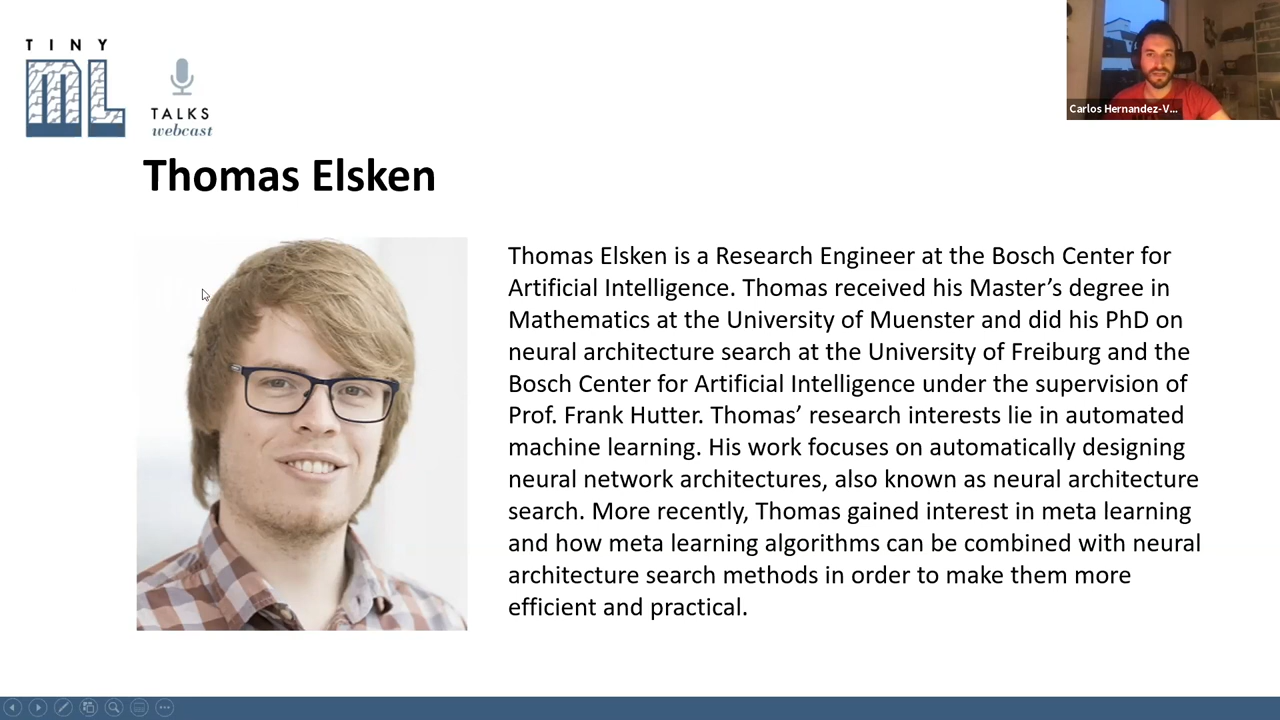 TINY
ML
TALKS
webcast
Carlos Hernandez-V...
Thomas Elsken
Thomas Elsken is a Research Engineer at the Bosch Center for
Artificial Intelligence. Thomas received his Master’s degree in
Mathematics at the University of Muenster and did his PhD on
neural architecture search at the University of Freiburg and the
Bosch Center for Artificial Intelligence under the supervision of
Prof. Frank Hutter. Thomas’ research interests lie in automated
machine learning. His work focuses on automatically designing
neural network architectures, also known as neural architecture
search. More recently, Thomas gained interest in meta learning
and how meta learning algorithms can be combined with neural
architecture search methods in order to make them more
efficient and practical.